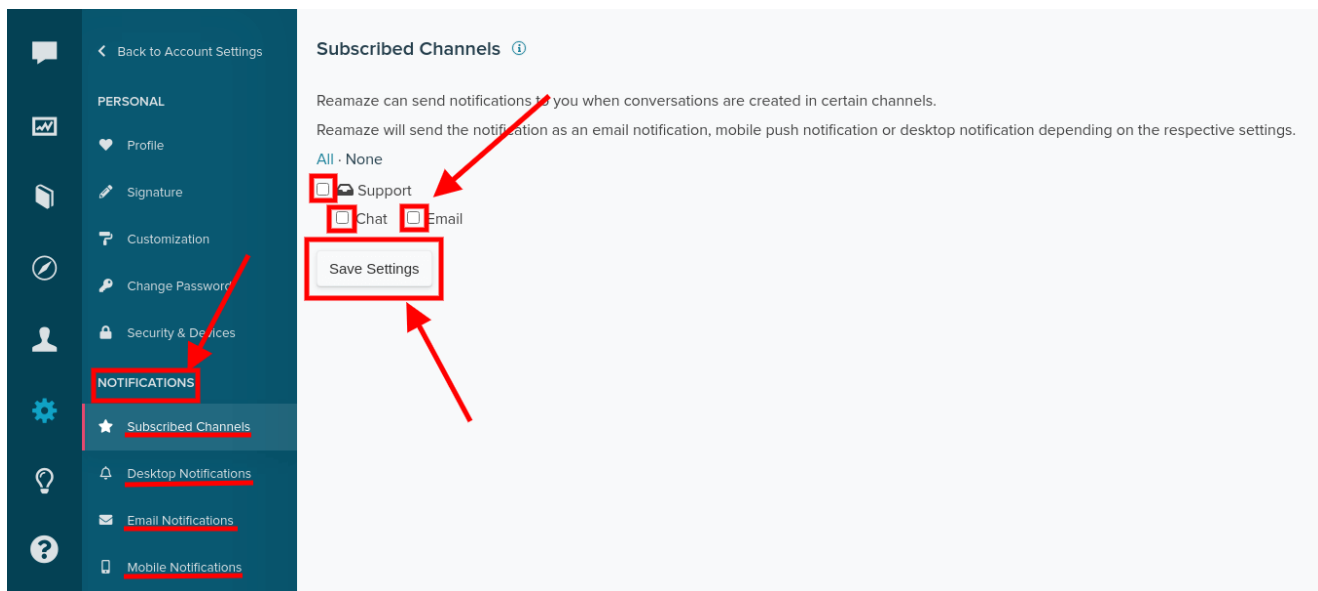 Back to Account Settings
PERSONAL
Profile
Signature
Customization
Change Password
Security & Devices
NOTIFICATIONS
Subscribed Channels
Desktop Notifications
Email Notifications
Mobile Notifications
Subscribed Channels
Reamaze can send notifications to you when conversations are created in certain channels.
Reamaze will send the notification as an email notification, mobile push notification or desktop notification depending on the respective settings.
All · None
Support
Chat Email
Save Settings